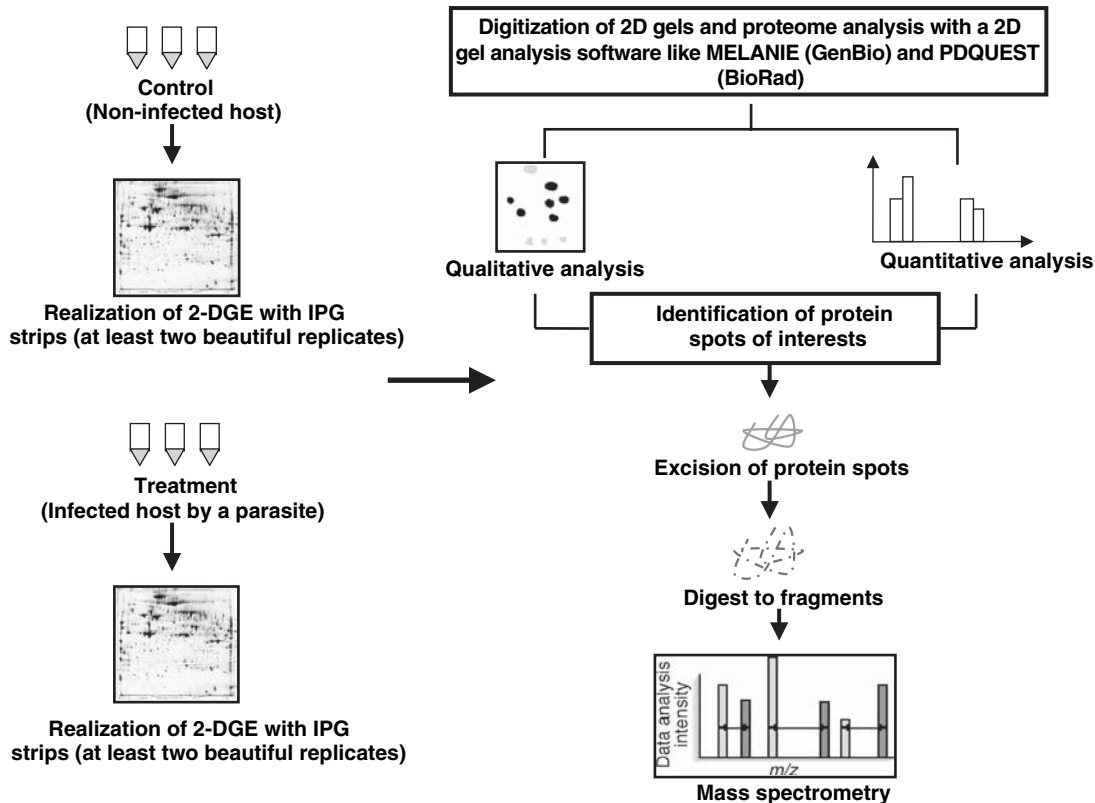 Control
(Non-infected host)
Realization of 2-DGE with IPG
strips (at least two beautiful replicates)
Treatment
(Infected host by a parasite)
Realization of 2-DGE with IPG
strips (at least two beautiful replicates)
Digitization of 2D gels and proteome analysis with a 2D
gel analysis software like MELANIE (GenBio) and PDQUEST
(BioRad)
Qualitative analysis
Quantitative analysis
Identification of protein
spots of interests
Excision of protein spots
Digest to fragments
Data analysis
intensity
m/z
Mass spectrometry